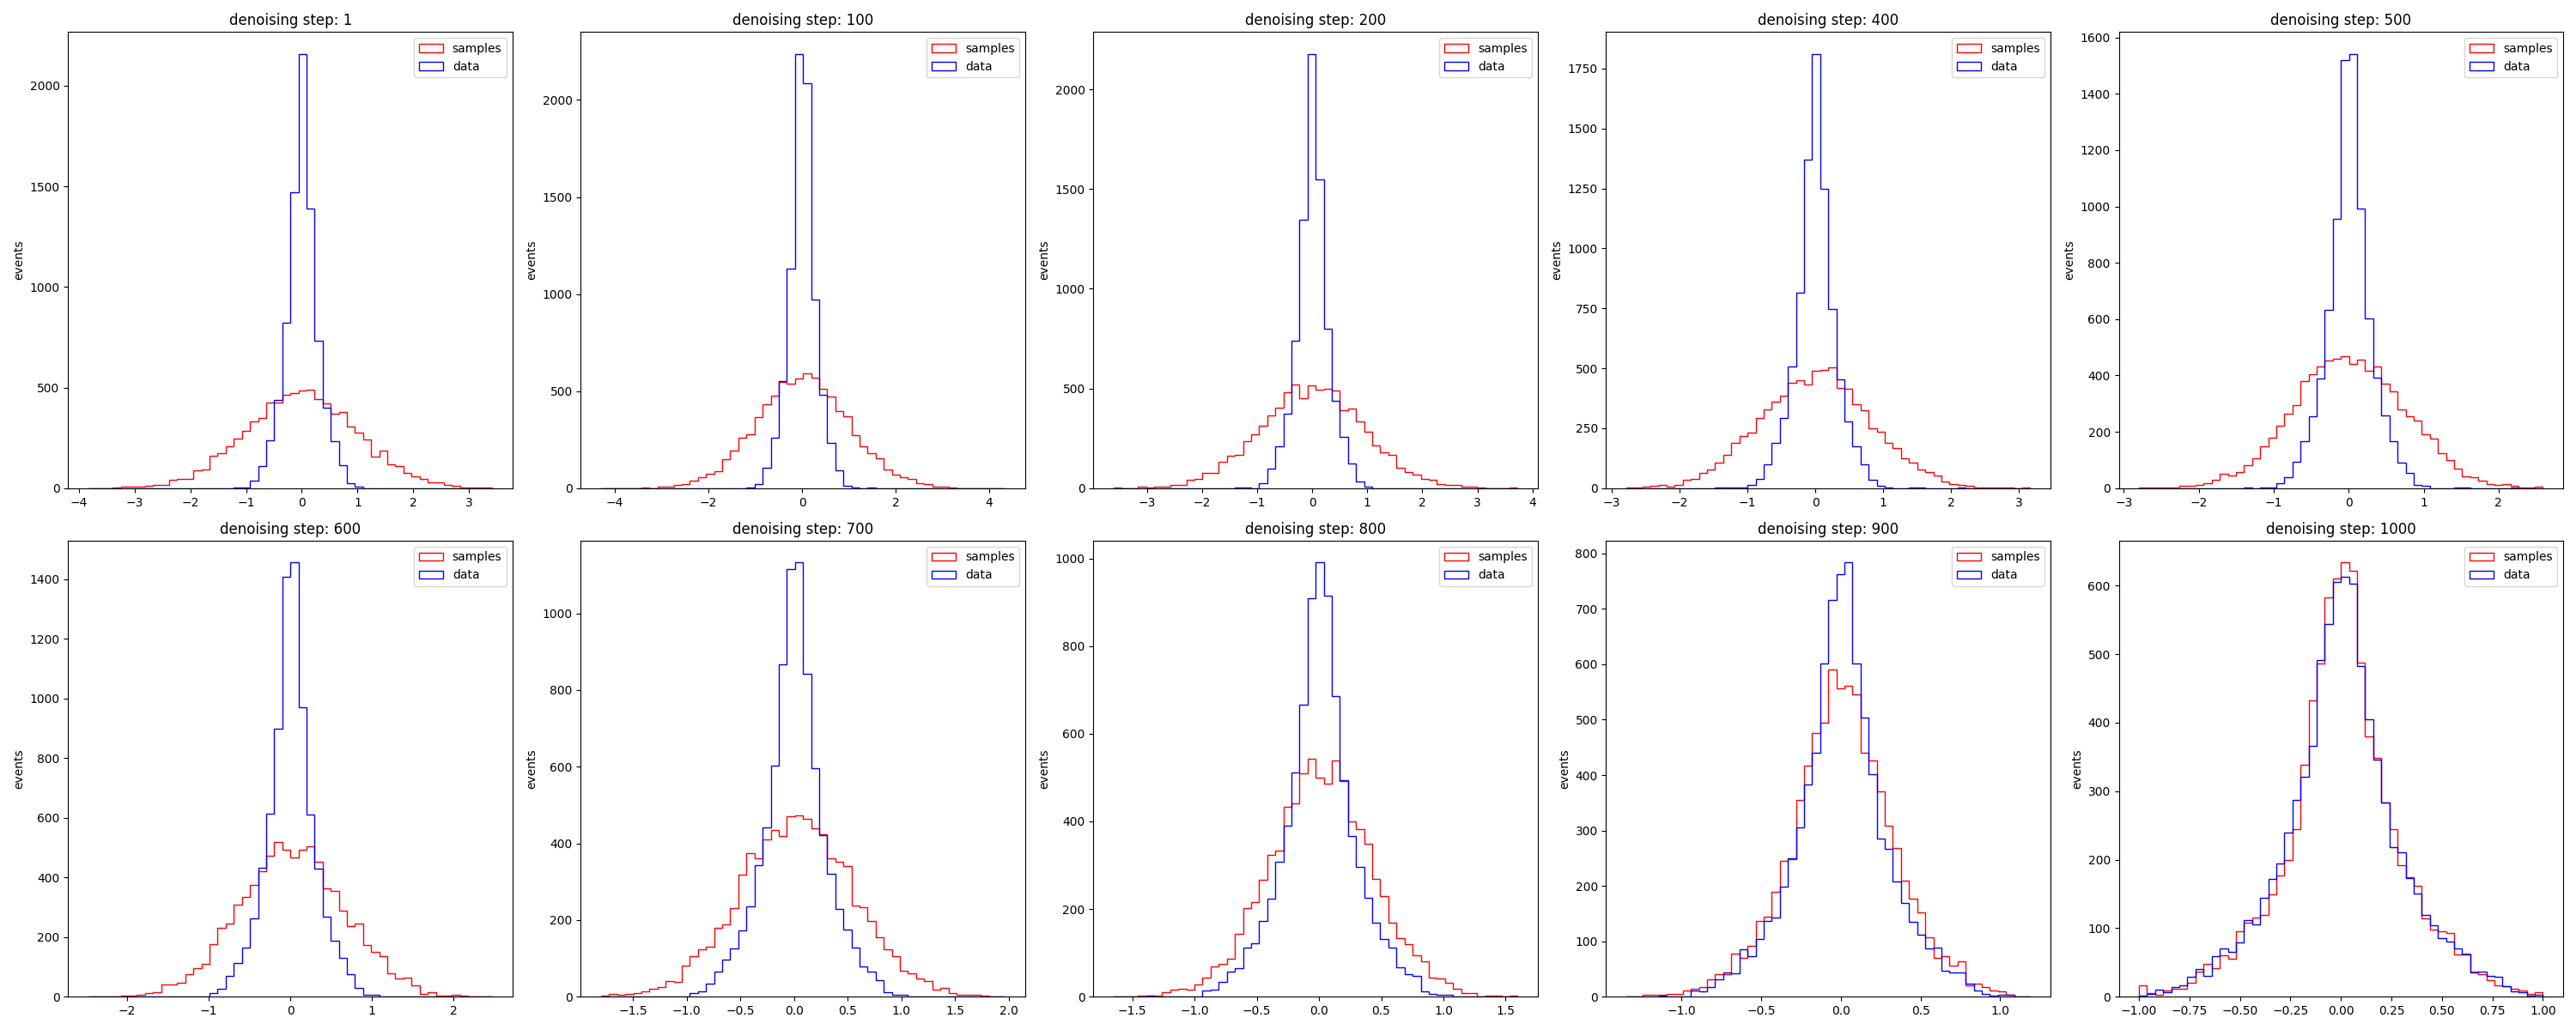 denoising step: 1
samples
data
events
2000
1500
1000
500
0
−4 −3 −2 −1 0 1 2 3
denoising step: 100
samples
data
events
2000
1500
1000
500
0
−4 −2 0 2 4
denoising step: 200
samples
data
events
2000
1500
1000
500
0
−3 −2 −1 0 1 2 3 4
denoising step: 400
samples
data
events
1750
1500
1250
1000
750
500
250
0
−3 −2 −1 0 1 2 3
denoising step: 500
samples
data
events
1600
1400
1200
1000
800
600
400
200
0
−3 −2 −1 0 1 2
denoising step: 600
samples
data
events
1400
1200
1000
800
600
400
200
0
−2 −1 0 1 2
denoising step: 700
samples
data
events
1000
800
600
400
200
0
−1.5 −1.0 −0.5 0.0 0.5 1.0 1.5 2.0
denoising step: 800
samples
data
events
1000
800
600
400
200
0
−1.5 −1.0 −0.5 0.0 0.5 1.0 1.5
denoising step: 900
samples
data
events
800
700
600
500
400
300
200
100
0
−1.0 −0.5 0.0 0.5 1.0
denoising step: 1000
samples
data
events
600
500
400
300
200
100
0
−1.00 −0.75 −0.50 −0.25 0.00 0.25 0.50 0.75 1.00